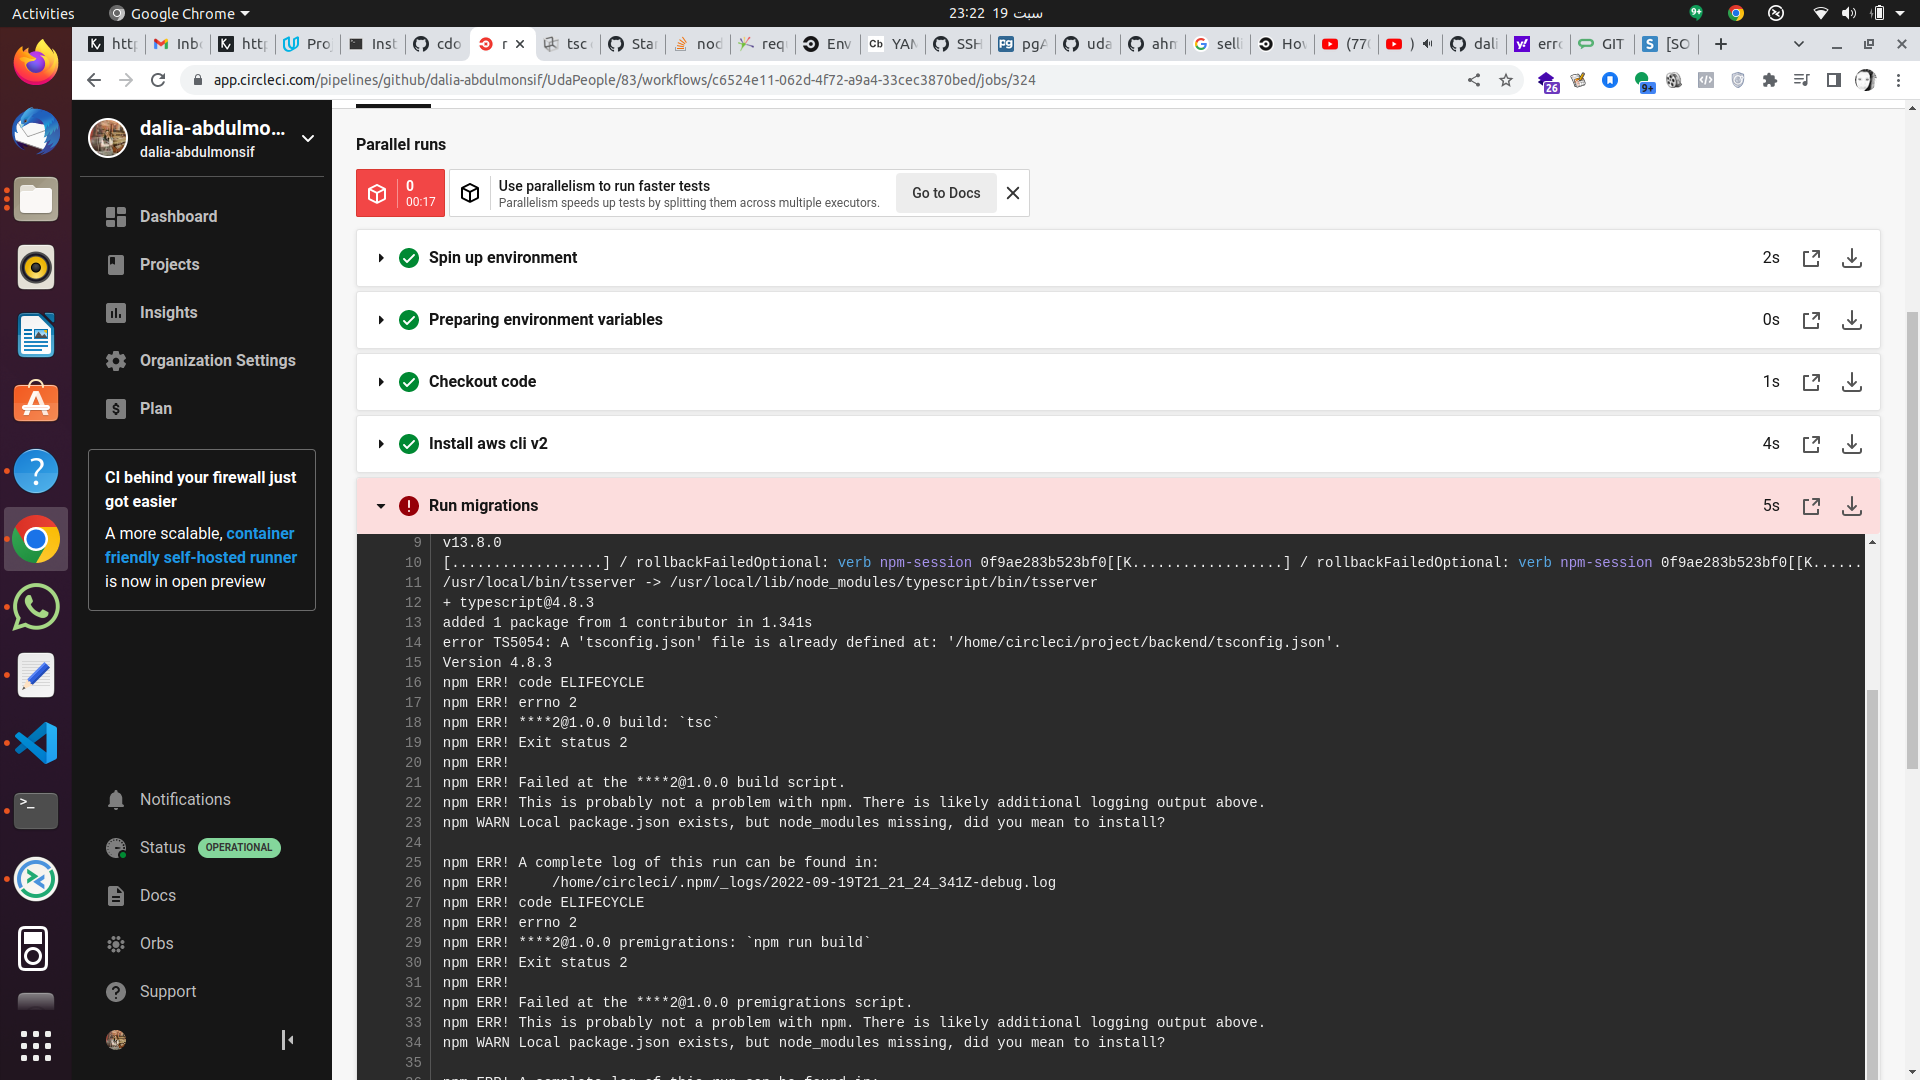 Activities
Google Chrome
23:22 19 سبت
http
Inbo
http
Proj
Inst
cdo
r
tsc
Star
nod
requ
Env
YAM
SSH
pgA
uda
ahm
selli
How
(770
)
dali
erro
GIT
[SO
app.circleci.com/pipelines/github/dalia-abdulmonsif/UdaPeople/83/workflows/c6524e11-062d-4f72-a9a4-33cec3870bed/jobs/324
26
9+
dalia-abdulmo...
dalia-abdulmonsif
Dashboard
Projects
Insights
Organization Settings
Plan
CI behind your firewall just
got easier
A more scalable, container
friendly self-hosted runner
is now in open preview
Notifications
Status OPERATIONAL
Docs
Orbs
Support
Parallel runs
0
00:17
Use parallelism to run faster tests
Parallelism speeds up tests by splitting them across multiple executors.
Go to Docs
Spin up environment 2s
Preparing environment variables 0s
Checkout code 1s
Install aws cli v2 4s
Run migrations 5s
9 v13.8.0
10 [..................] / rollbackFailedOptional: verb npm-session 0f9ae283b523bf0[[K..................] / rollbackFailedOptional: verb npm-session 0f9ae283b523bf0[[K......
11 /usr/local/bin/tsserver -> /usr/local/lib/node_modules/typescript/bin/tsserver
12 + typescript@4.8.3
13 added 1 package from 1 contributor in 1.341s
14 error TS5054: A 'tsconfig.json' file is already defined at: '/home/circleci/project/backend/tsconfig.json'.
15 Version 4.8.3
16 npm ERR! code ELIFECYCLE
17 npm ERR! errno 2
18 npm ERR! ****2@1.0.0 build: `tsc`
19 npm ERR! Exit status 2
20 npm ERR!
21 npm ERR! Failed at the ****2@1.0.0 build script.
22 npm ERR! This is probably not a problem with npm. There is likely additional logging output above.
23 npm WARN Local package.json exists, but node_modules missing, did you mean to install?
24
25 npm ERR! A complete log of this run can be found in:
26 npm ERR!     /home/circleci/.npm/_logs/2022-09-19T21_21_24_341Z-debug.log
27 npm ERR! code ELIFECYCLE
28 npm ERR! errno 2
29 npm ERR! ****2@1.0.0 premigrations: `npm run build`
30 npm ERR! Exit status 2
31 npm ERR!
32 npm ERR! Failed at the ****2@1.0.0 premigrations script.
33 npm ERR! This is probably not a problem with npm. There is likely additional logging output above.
34 npm WARN Local package.json exists, but node_modules missing, did you mean to install?
35
36 npm ERR! A complete log of this run can be found in: